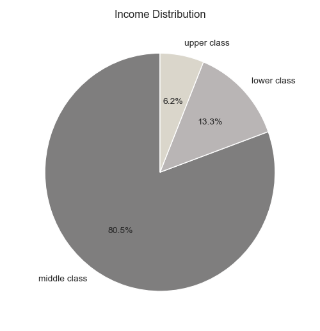 Income Distribution
upper class
lower class
6.2%
13.3%
80.5%
middle class